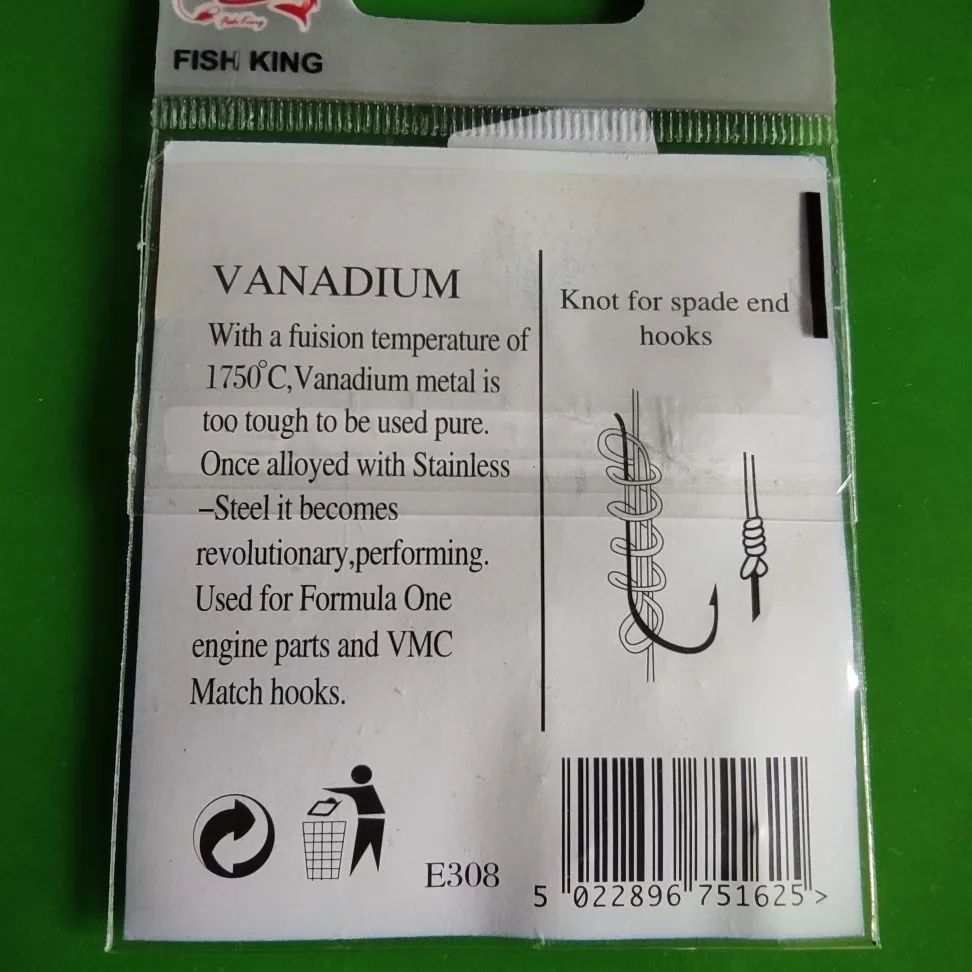 Fish King
FISH KING
VANADIUM
With a fuision temperature of
1750°C,Vanadium metal is
too tough to be used pure.
Once alloyed with Stainless
–Steel it becomes
revolutionary,performing.
Used for Formula One
engine parts and VMC
Match hooks.
Knot for spade end
hooks
E308
5 022896 751625 >